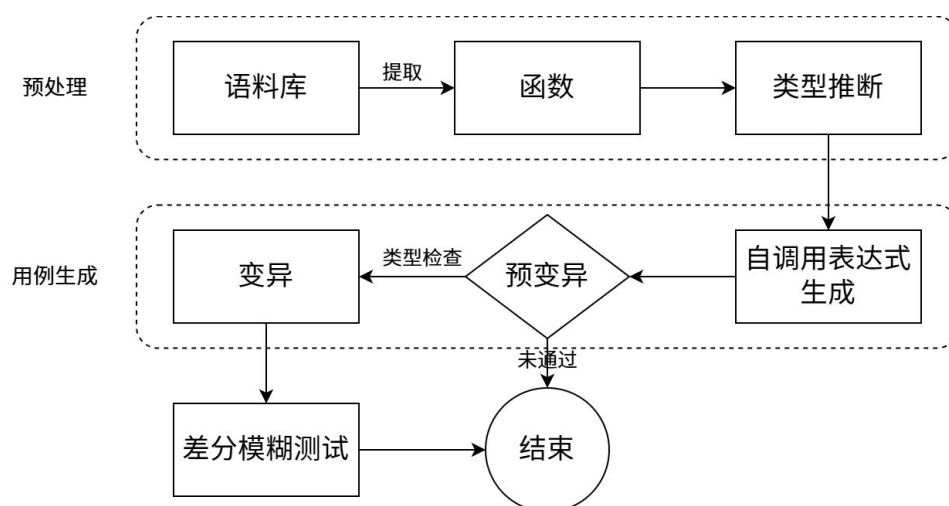 预处理
语料库
提取
函数
类型推断
用例生成
变异
类型检查
预变异
自调用表达式
生成
未通过
差分模糊测试
结束